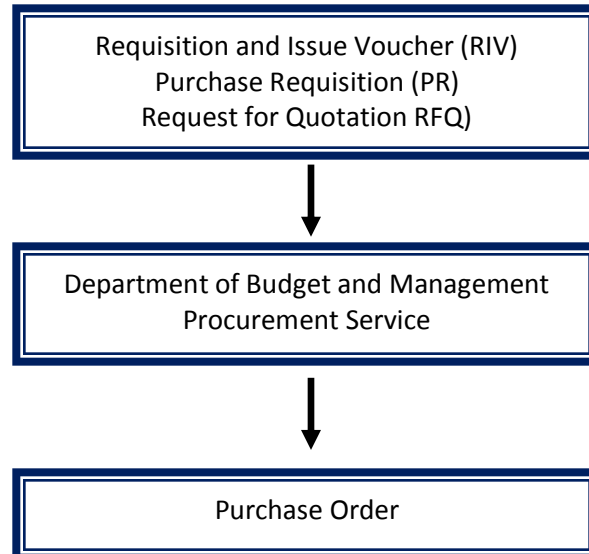 Requisition and Issue Voucher (RIV)
Purchase Requisition (PR)
Request for Quotation RFQ)
Department of Budget and Management
Procurement Service
Purchase Order